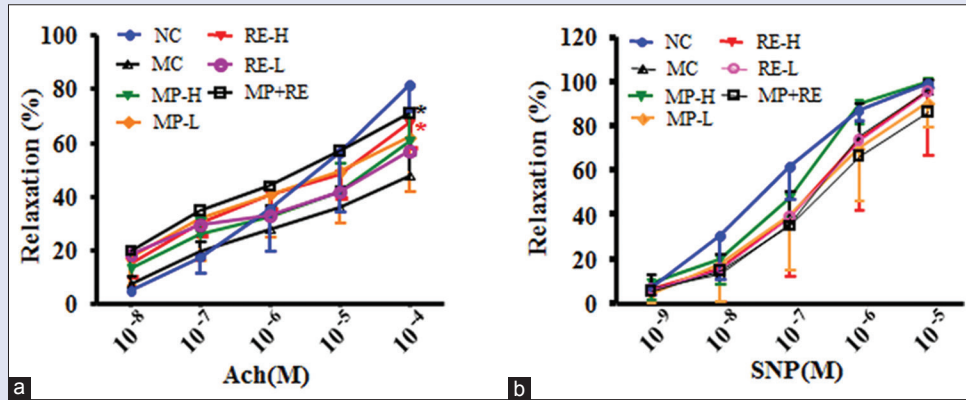 100
80
60
40
20
0
Relaxation (%)
NC
MC
MP-H
MP-L
RE-H
RE-L
MP+RE
*
*
10-8
10-7
10-6
10-5
10-4
Ach(M)
a
120
100
80
60
40
20
0
Relaxation (%)
NC
MC
MP-H
MP-L
RE-H
RE-L
MP+RE
10-9
10-8
10-7
10-6
10-5
SNP(M)
b